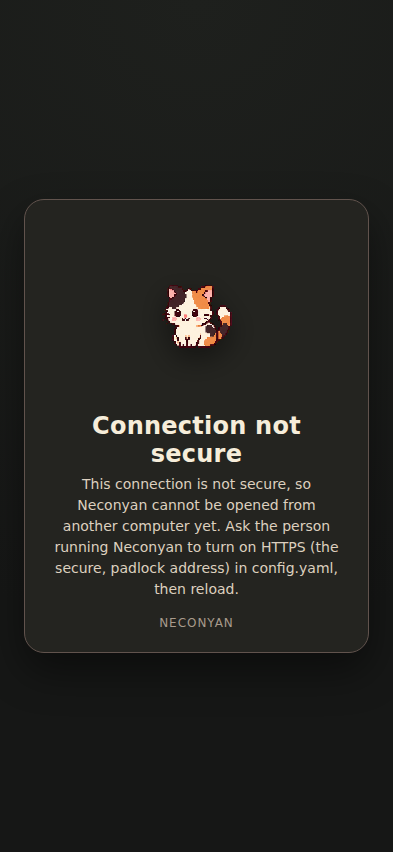 Connection not
secure
This connection is not secure, so
Neconyan cannot be opened from
another computer yet. Ask the person
running Neconyan to turn on HTTPS (the
secure, padlock address) in config.yaml,
then reload.
NECONYAN